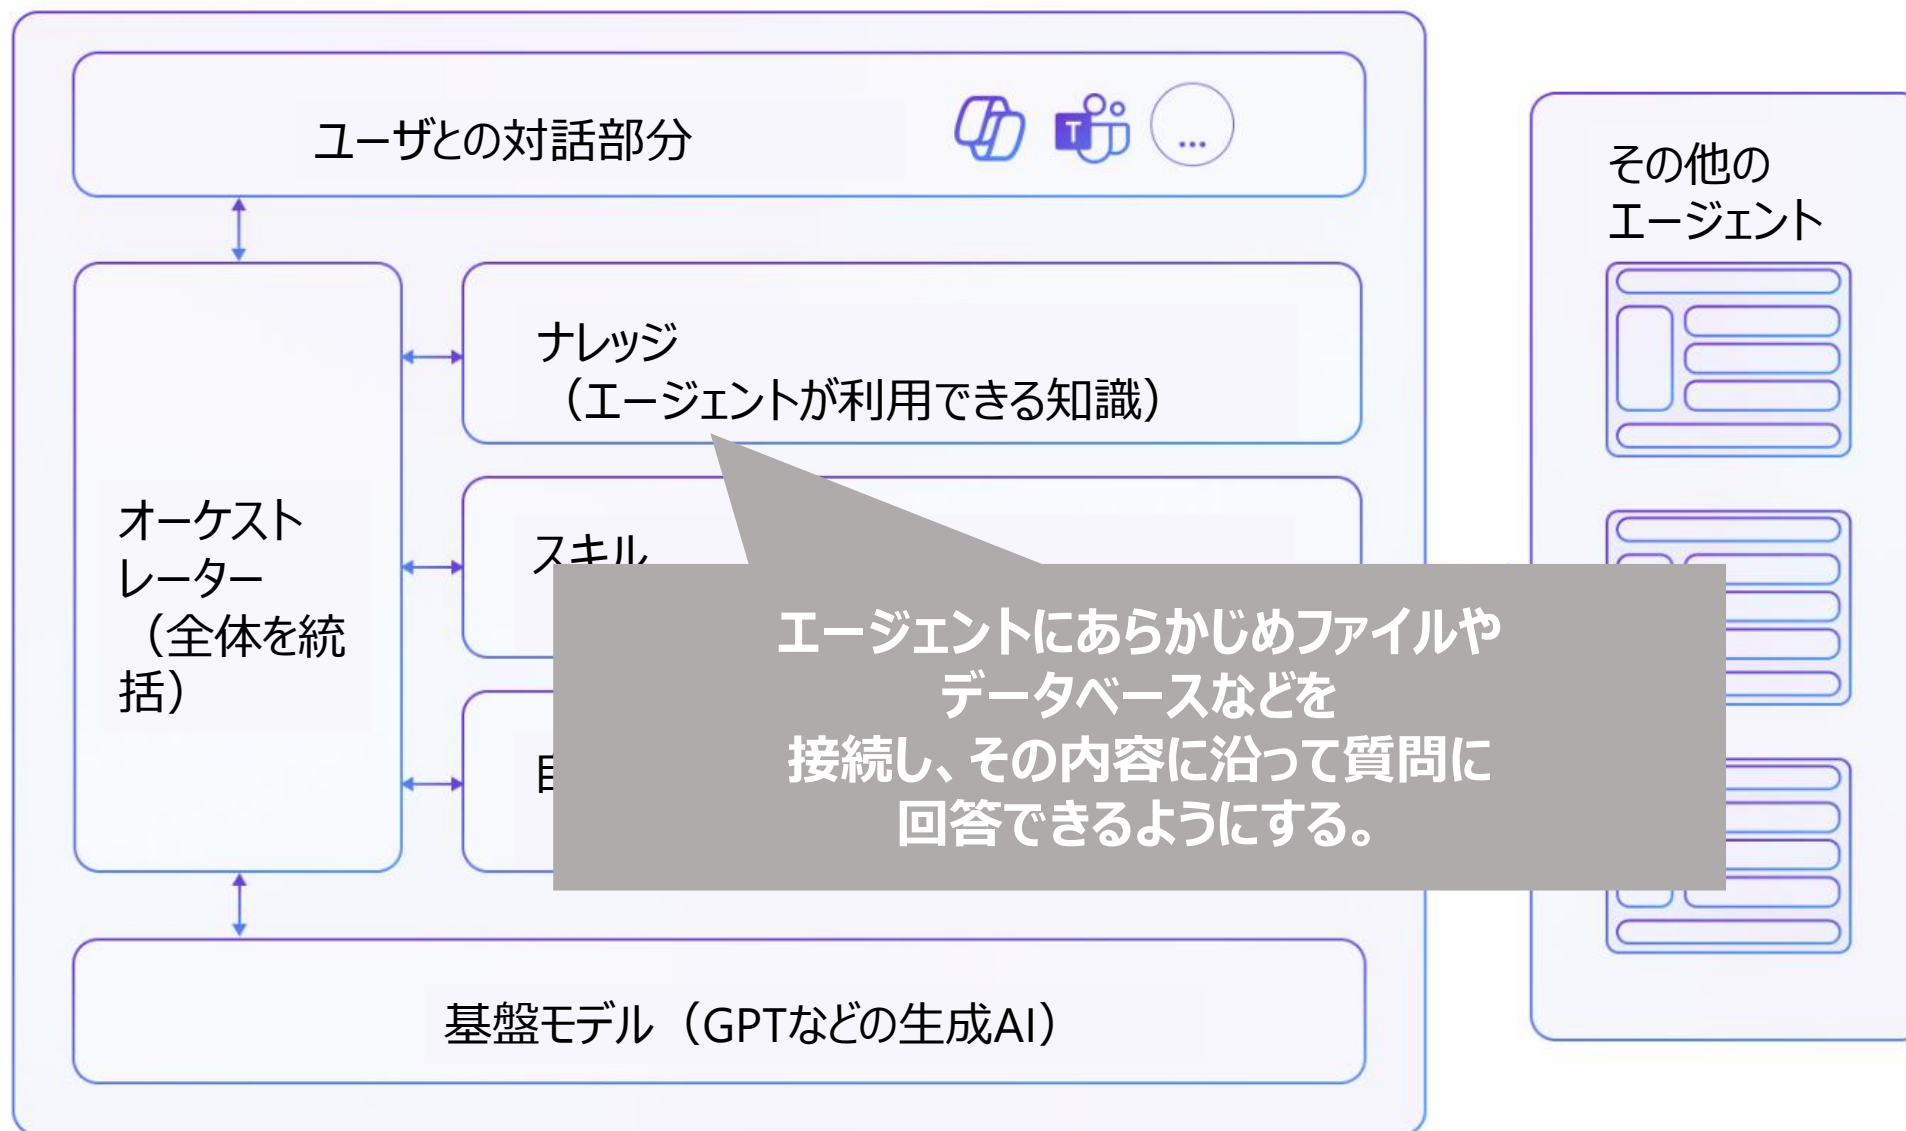 ユーザとの対話部分
T
...
その他の
エージェント
ナレッジ
（エージェントが利用できる知識）
オーケスト
レーター
（全体を統
括）
スキル
エージェントにあらかじめファイルや
データベースなどを
接続し、その内容に沿って質問に
回答できるようにする。
基盤モデル（GPTなどの生成AI）